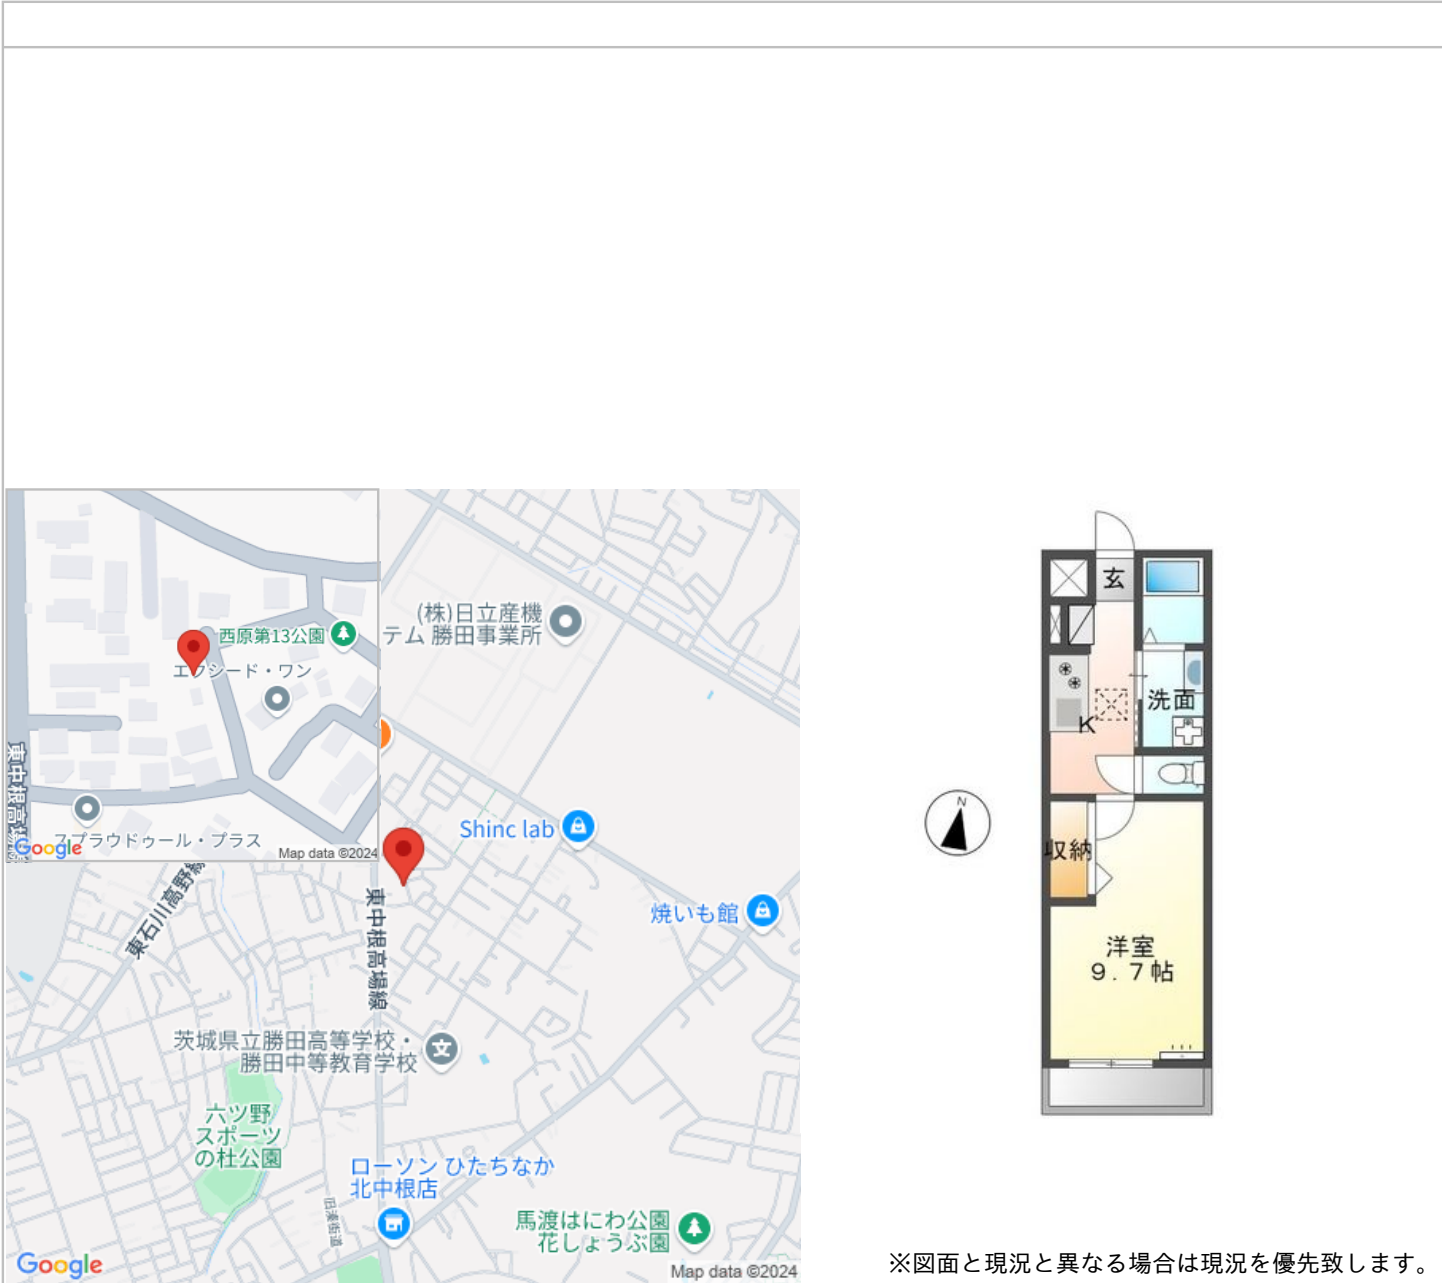 西原第13公園
エクシード・ワン
東中根高場線
スプラウドゥール・プラス
Google
Map data ©2024
(株)日立産機
テム 勝田事業所
Shinc lab
焼いも館
東石川高野線
東中根高場線
茨城県立勝田高等学校・
勝田中等教育学校
六ツ野
スポーツ
の杜公園
ローソン ひたちなか
北中根店
旧湊街道
馬渡はにわ公園
花しょうぶ園
Google
Map data ©2024
玄
洗面
K
N
収納
洋室
9.7帖
※図面と現況と異なる場合は現況を優先致します。